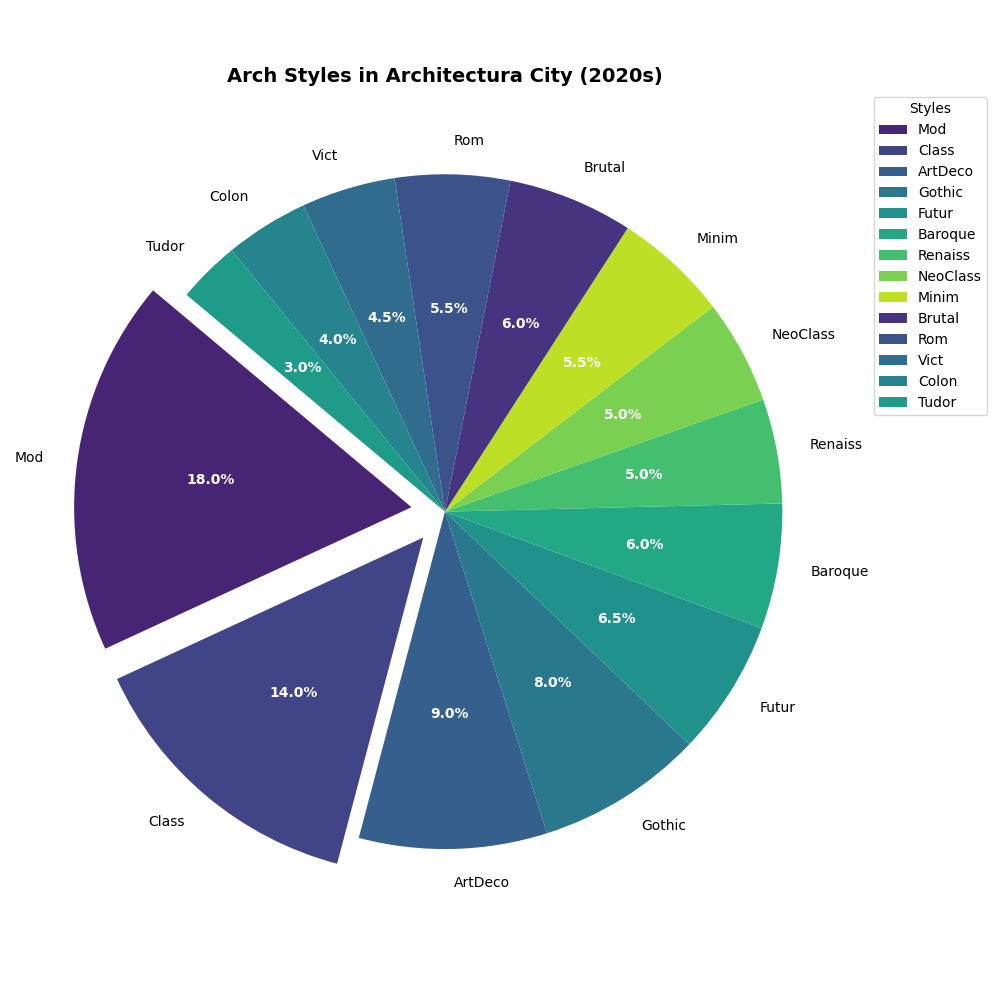 Arch Styles in Architectura City (2020s)
Styles
Mod
Class
ArtDeco
Gothic
Futur
Baroque
Renaiss
NeoClass
Minim
Brutal
Rom
Vict
Colon
Tudor
Rom
Vict
Brutal
Colon
Minim
Tudor
NeoClass
Renaiss
Mod
Baroque
Futur
Class
Gothic
ArtDeco
5.5%
4.5%
6.0%
4.0%
5.5%
3.0%
5.0%
5.0%
18.0%
6.0%
6.5%
8.0%
14.0%
9.0%